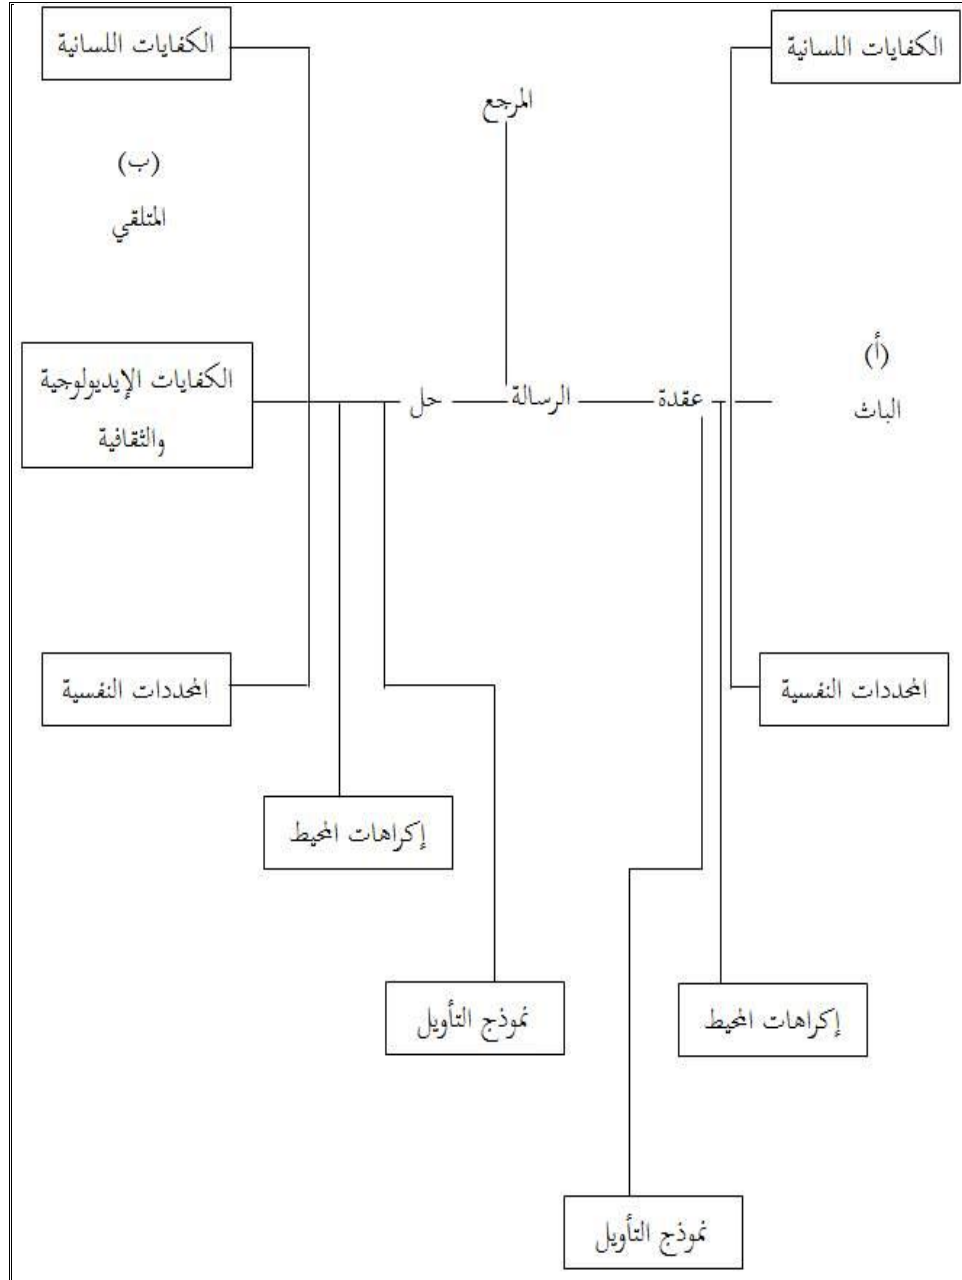 الكفايات اللسانية
الكفايات اللسانية
المرجع
(ب)
المتلقي
(أ)
الباث
عقدة
الرسالة
حل
الكفايات الإيديولوجية
والثقافية
المحددات النفسية
المحددات النفسية
إكراهات المحيط
إكراهات المحيط
نموذج التأويل
نموذج التأويل